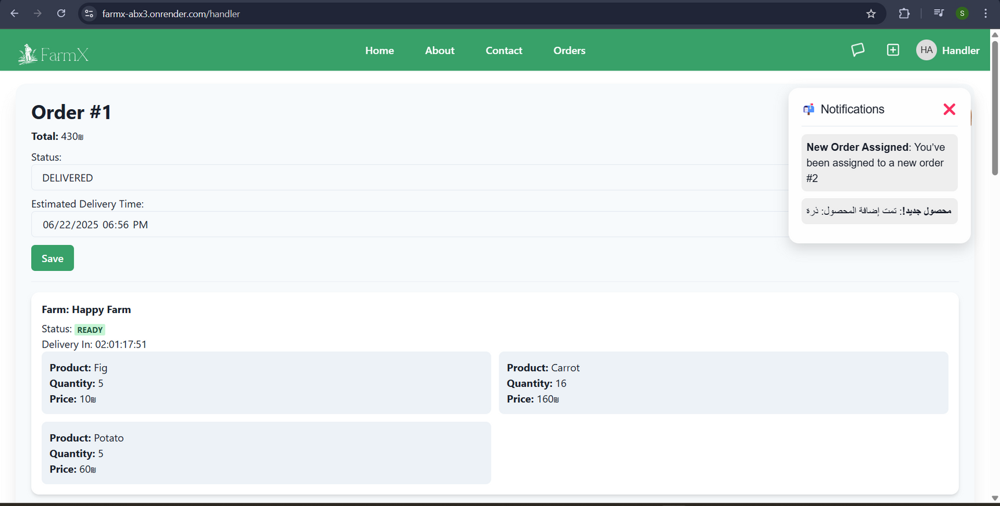 farmx-abx3.onrender.com/handler
S
FarmX
Home
About
Contact
Orders
HA
Handler
Order #1
Total: 430₪
Status:
DELIVERED
Estimated Delivery Time:
06/22/2025 06:56 PM
Save
Notifications
New Order Assigned: You’ve
been assigned to a new order
#2
محصول جديد!: تمت إضافة المحصول: ذرة
Farm: Happy Farm
Status: READY
Delivery In: 02:01:17:51
Product: Fig
Quantity: 5
Price: 10₪
Product: Carrot
Quantity: 16
Price: 160₪
Product: Potato
Quantity: 5
Price: 60₪